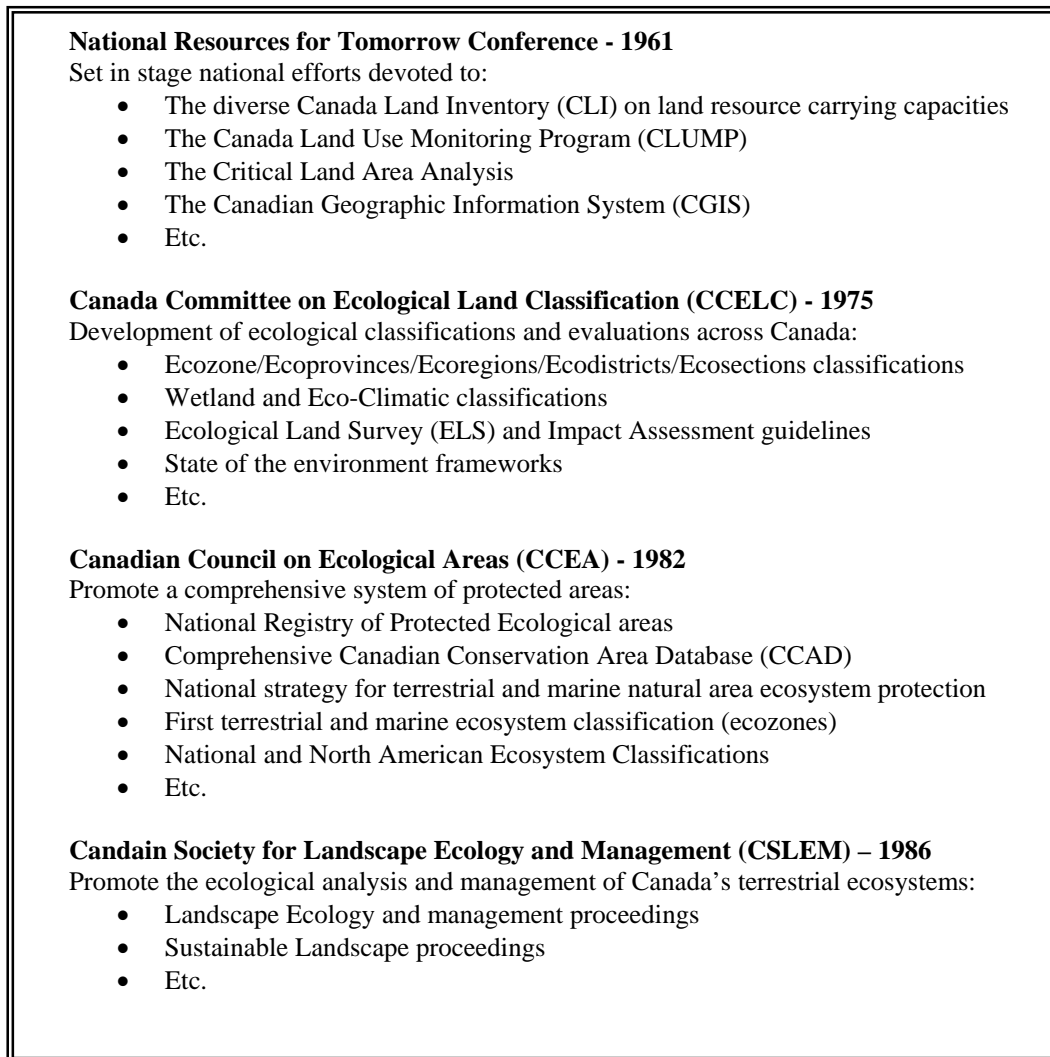 National Resources for Tomorrow Conference - 1961
Set in stage national efforts devoted to:
• The diverse Canada Land Inventory (CLI) on land resource carrying capacities
• The Canada Land Use Monitoring Program (CLUMP)
• The Critical Land Area Analysis
• The Canadian Geographic Information System (CGIS)
• Etc.
Canada Committee on Ecological Land Classification (CCELC) - 1975
Development of ecological classifications and evaluations across Canada:
• Ecozone/Ecoprovinces/Ecoregions/Ecodistricts/Ecosections classifications
• Wetland and Eco-Climatic classifications
• Ecological Land Survey (ELS) and Impact Assessment guidelines
• State of the environment frameworks
• Etc.
Canadian Council on Ecological Areas (CCEA) - 1982
Promote a comprehensive system of protected areas:
• National Registry of Protected Ecological areas
• Comprehensive Canadian Conservation Area Database (CCAD)
• National strategy for terrestrial and marine natural area ecosystem protection
• First terrestrial and marine ecosystem classification (ecozones)
• National and North American Ecosystem Classifications
• Etc.
Candain Society for Landscape Ecology and Management (CSLEM) – 1986
Promote the ecological analysis and management of Canada's terrestrial ecosystems:
• Landscape Ecology and management proceedings
• Sustainable Landscape proceedings
• Etc.